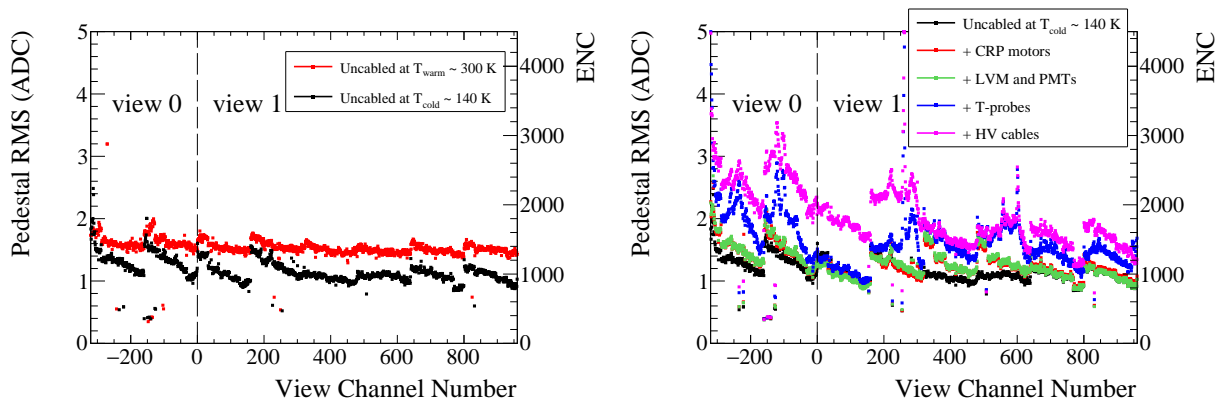 Pedestal RMS (ADC)
5
4
3
2
1
0
view 0
view 1
Uncabled at T_warm ~ 300 K
Uncabled at T_cold ~ 140 K
ENC
4000
3000
2000
1000
0
−200 0 200 400 600 800
View Channel Number
Pedestal RMS (ADC)
5
4
3
2
1
0
view 0
view 1
Uncabled at T_cold ~ 140 K
+ CRP motors
+ LVM and PMTs
+ T-probes
+ HV cables
ENC
4000
3000
2000
1000
0
−200 0 200 400 600 800
View Channel Number